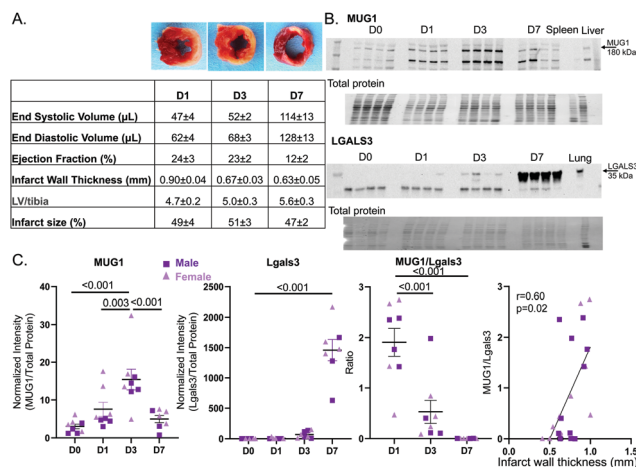 A.
D1 D3 D7
End Systolic Volume (µL) 47±4 52±2 114±13
End Diastolic Volume (µL) 62±4 68±3 128±13
Ejection Fraction (%) 24±3 23±2 12±2
Infarct Wall Thickness (mm) 0.90±0.04 0.67±0.03 0.63±0.05
LV/tibia 4.7±0.2 5.0±0.3 5.6±0.3
Infarct size (%) 49±4 51±3 47±2
B.
MUG1
D0 D1 D3 D7 Spleen Liver
MUG1
180 kDa
Total protein
LGALS3
D0 D1 D3 D7 Lung
LGALS3
35 kDa
Total protein
C.
MUG1
Male
Female
<0.001
0.003 <0.001
Normalized Intensity
(MUG1/Total Protein)
40
30
20
10
0
D0 D1 D3 D7
Lgals3
<0.001
Normalized Intensity
(Lgals3/Total Protein)
2500
2000
1500
1000
500
0
D0 D1 D3 D7
MUG1/Lgals3
<0.001
<0.001
Ratio
4
3
2
1
0
D1 D3 D7
r=0.60
p=0.02
MUG1/Lgals3
3
2
1
0
0.0 0.5 1.0 1.5
Infarct wall thickness (mm)